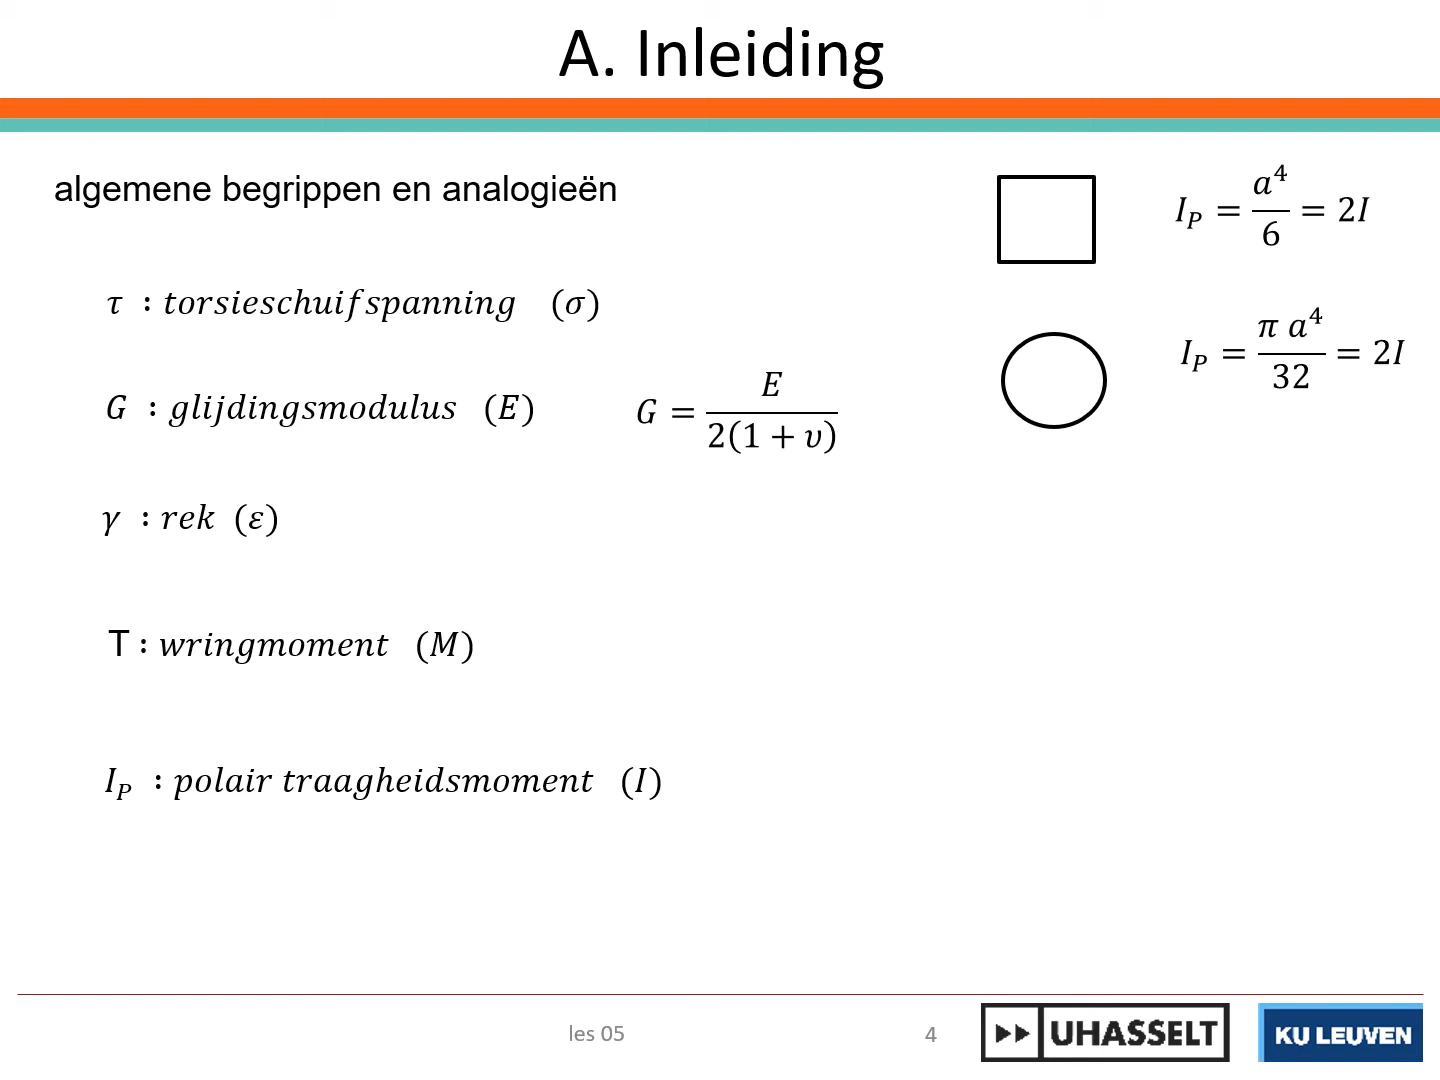 A. Inleiding
algemene begrippen en analogieën
τ : torsieschuifspanning (σ)
G : glijdingsmodulus (E)
G = E / 2(1 + υ)
γ : rek (ε)
T : wringmoment (M)
I_P : polair traagheidsmoment (I)
I_P = a⁴ / 6 = 2I
I_P = π a⁴ / 32 = 2I
les 05
4
UHASSELT
KU LEUVEN